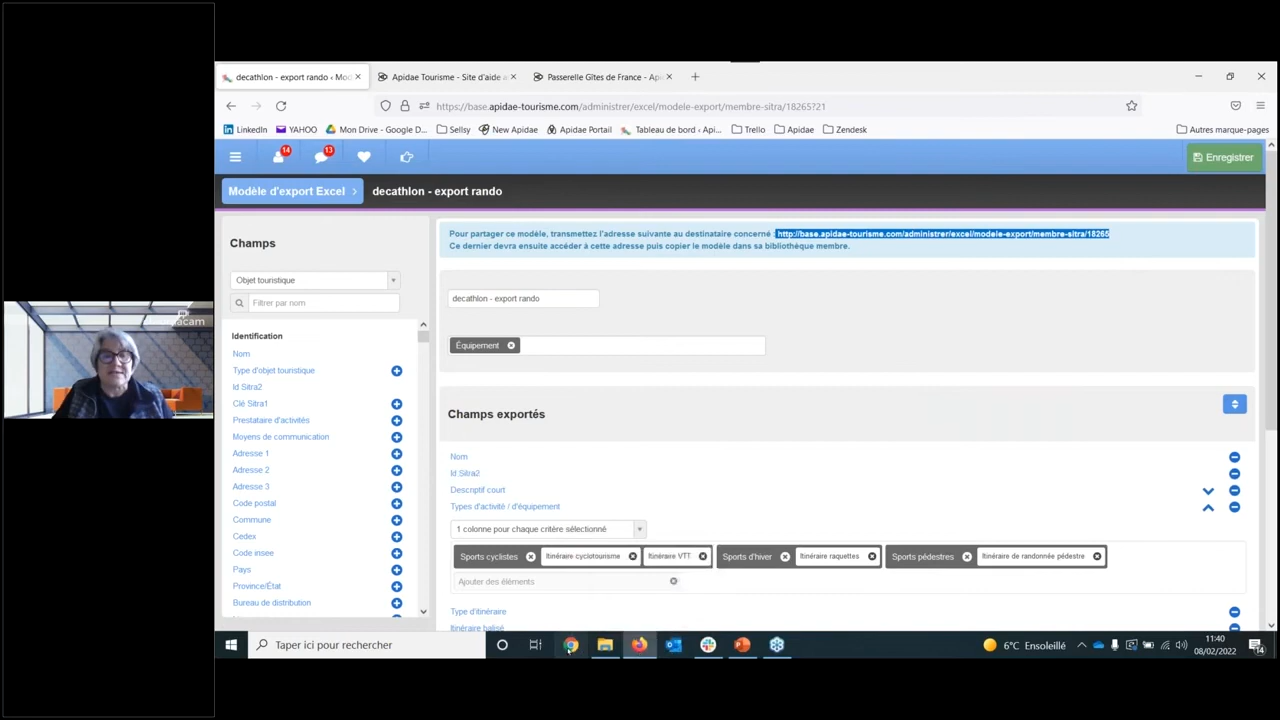 decathlon - export rando ‹ Mod
Apidae Tourisme - Site d'aide a
Passerelle Gîtes de France - Api
https://base.apidae-tourisme.com/administrer/excel/modele-export/membre-sitra/18265?21
LinkedIn
YAHOO
Mon Drive - Google D...
Sellsy
New Apidae
Apidae Portail
Tableau de bord ‹ Api...
Trello
Apidae
Zendesk
Autres marque-pages
14
13
Enregistrer
Modèle d'export Excel
decathlon - export rando
Champs
Objet touristique
Filtrer par nom
Identification
Nom
Type d'objet touristique
Id Sitra2
Clé Sitra1
Prestataire d'activités
Moyens de communication
Adresse 1
Adresse 2
Adresse 3
Code postal
Commune
Cedex
Code insee
Pays
Province/État
Bureau de distribution
Pour partager ce modèle, transmettez l'adresse suivante au destinataire concerné : http://base.apidae-tourisme.com/administrer/excel/modele-export/membre-sitra/18265
Ce dernier devra ensuite accéder à cette adresse puis copier le modèle dans sa bibliothèque membre.
decathlon - export rando
Équipement
Champs exportés
Nom
Id Sitra2
Descriptif court
Types d'activité / d'équipement
1 colonne pour chaque critère sélectionné
Sports cyclistes Itinéraire cyclotourisme Itinéraire VTT Sports d'hiver Itinéraire raquettes Sports pédestres Itinéraire de randonnée pédestre
Ajouter des éléments
Type d'itinéraire
Itinéraire balisé
Taper ici pour rechercher
6°C Ensoleillé
11:40
08/02/2022
14